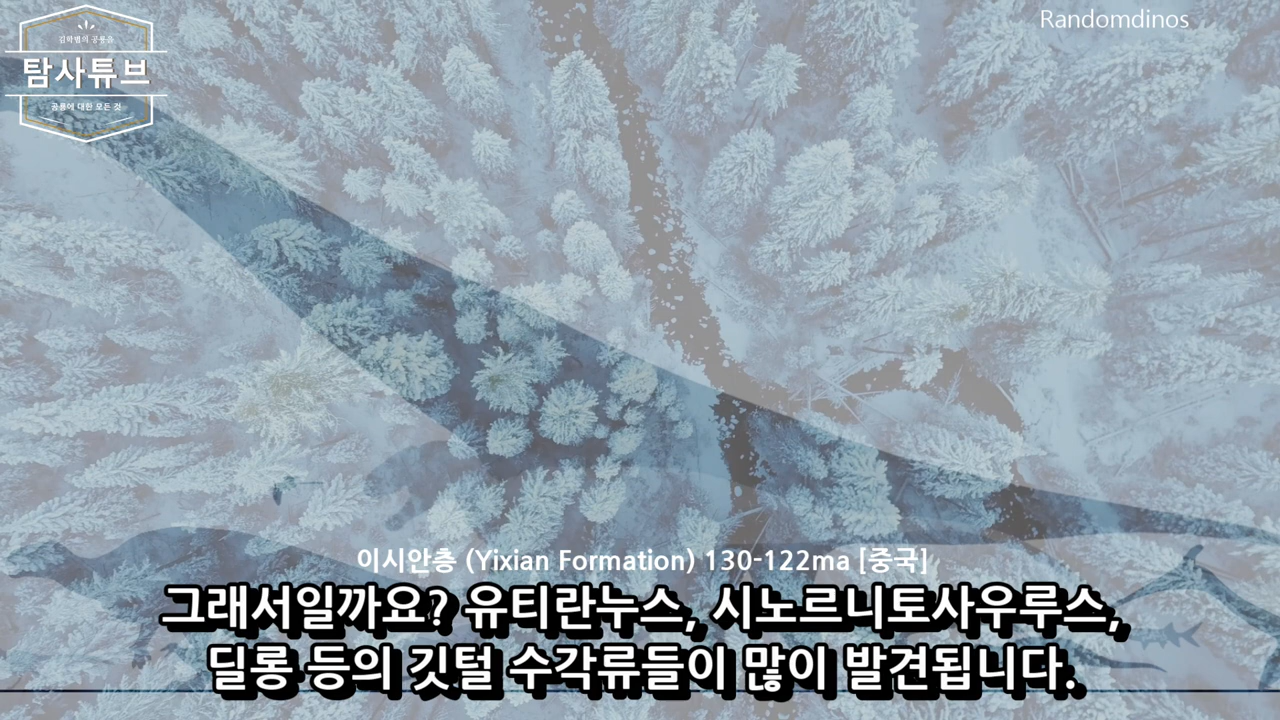 Randomdinos
김학범의 공룡들
탐사튜브
공룡에 대한 모든 것
이시안층 (Yixian Formation) 130-122ma [중국]
그래서일까요? 유티란누스, 시노르니토사우루스,
딜롱 등의 깃털 수각류들이 많이 발견됩니다.